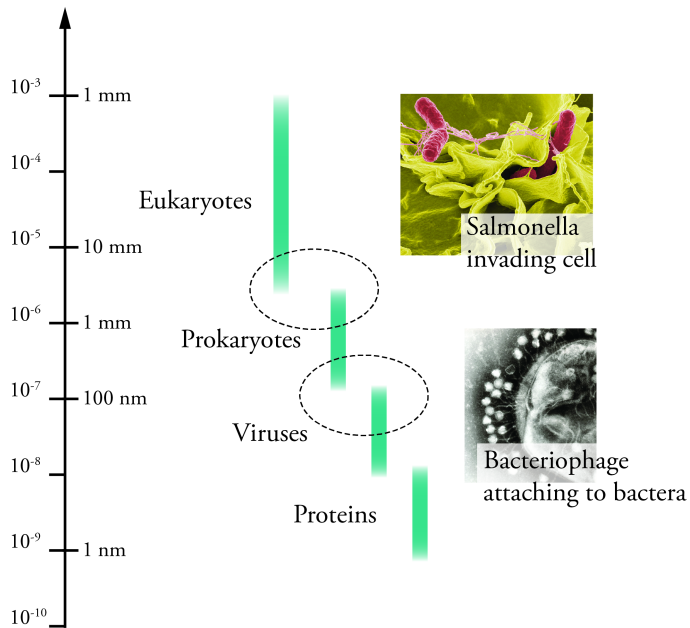 10-3 1 mm
10-4
Eukaryotes
10-5 10 mm
10-6 1 mm
Prokaryotes
10-7 100 nm
Viruses
10-8
Proteins
10-9 1 nm
10-10
Salmonella
invading cell
Bacteriophage
attaching to bactera